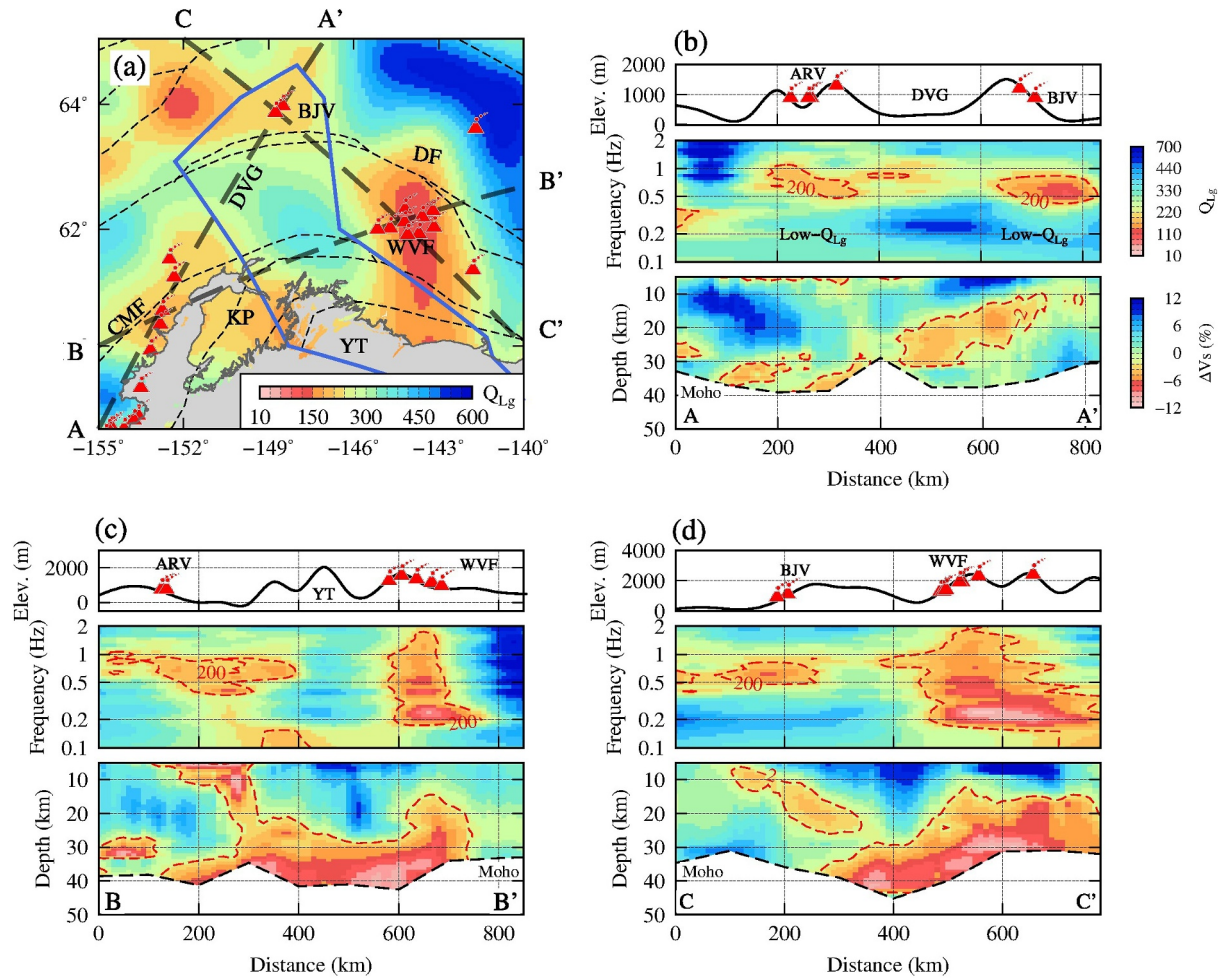 C
A'
(a)
64°
BJV
DF
B'
DVG
62°
WVF
CMF
KP
C'
B
YT
Q_Lg
10 150 300 450 600
A
−155 −152 −149 −146 −143 −140
(b)
Elev. (m)
2000
1000
0
ARV
DVG
BJV
Frequency (Hz)
2
1
0.5
0.2
0.1
200
200
Low−Q_Lg
Low−Q_Lg
700
440
330
220
110
10
Q_Lg
Depth (km)
10
20
30
40
50
−2
Moho
A
A'
0 200 400 600 800
Distance (km)
12
6
0
−6
−12
ΔVs (%)
(c)
Elev. (m)
2000
0
ARV
YT
WVF
Frequency (Hz)
2
1
0.5
0.2
0.1
200
200
Depth (km)
10
20
30
40
50
Moho
B
B'
0 200 400 600 800
Distance (km)
(d)
Elev. (m)
4000
2000
0
BJV
WVF
Frequency (Hz)
2
1
0.5
0.2
0.1
200
Depth (km)
10
20
30
40
50
−2
Moho
C
C'
0 200 400 600
Distance (km)